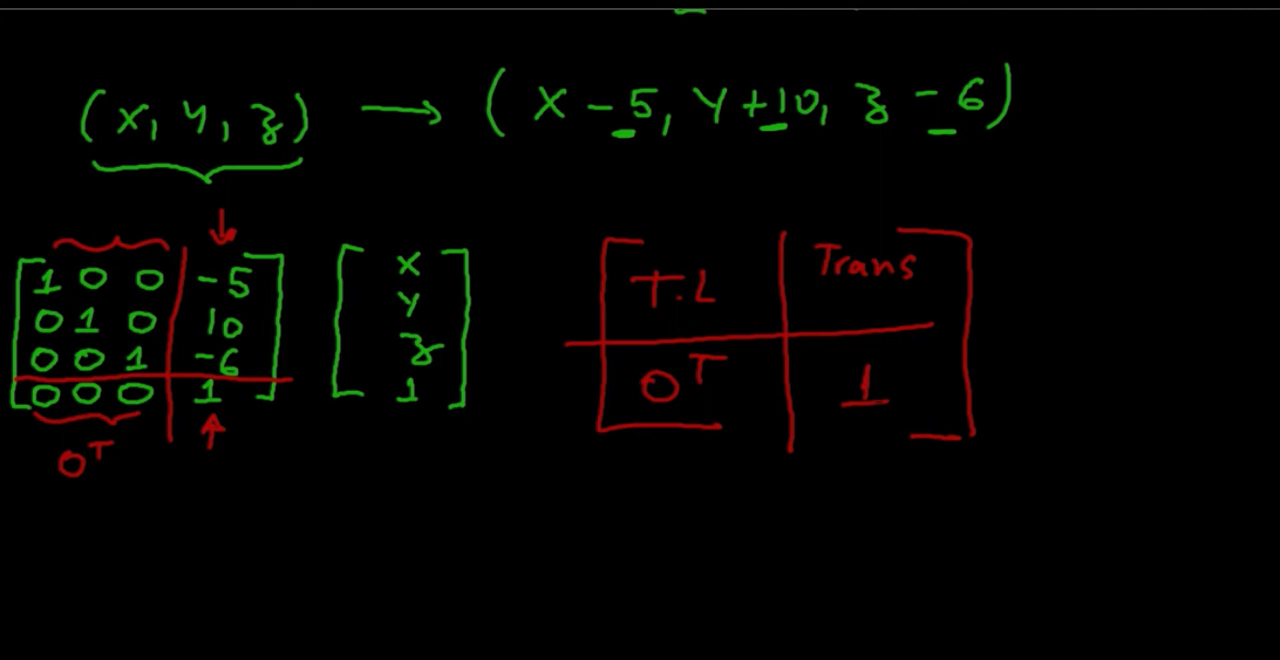 (x, y, z) → (x - 5, y + 10, z - 6)
[1 0 0 -5] [x]
[0 1 0 10] [y]
[0 0 1 -6] [z]
[0 0 0 1] [1]
0ᵀ
[T.L Trans]
[0ᵀ 1]